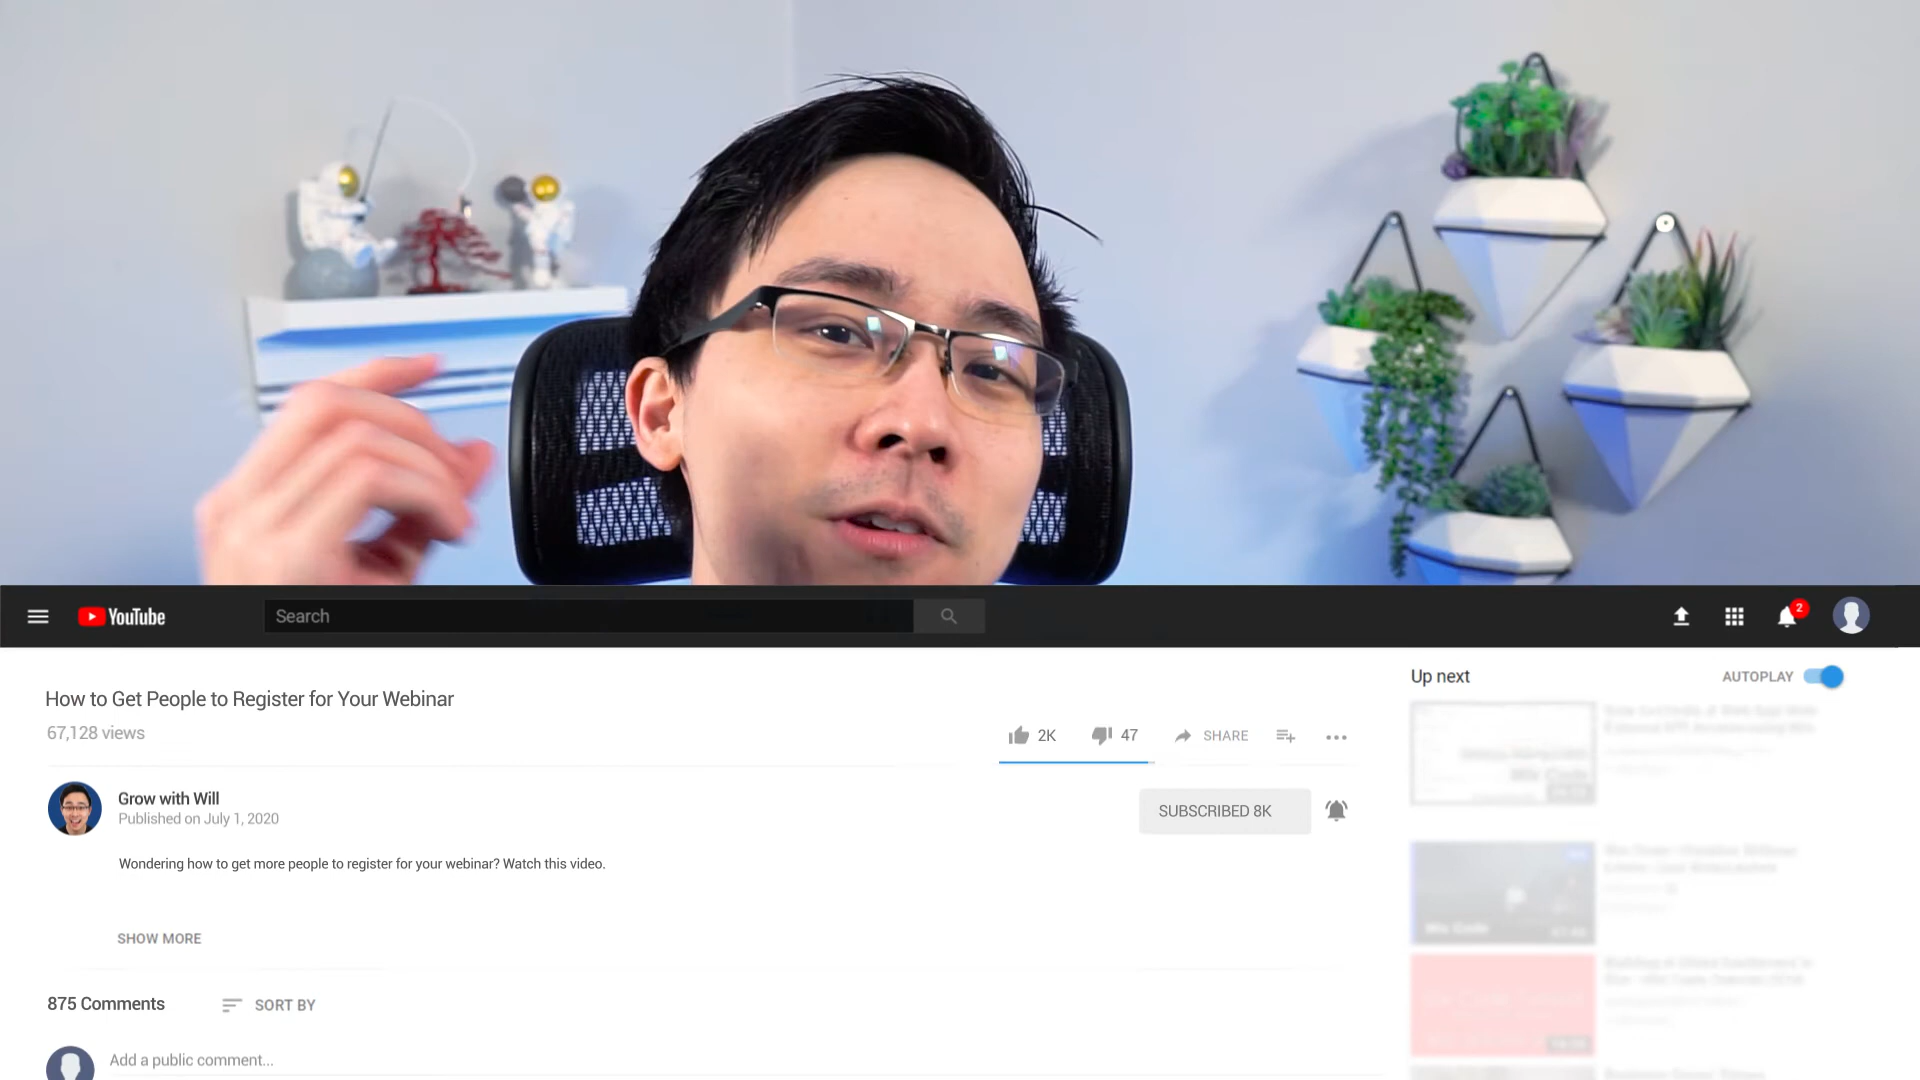 YouTube
Search
2
How to Get People to Register for Your Webinar
67,128 views
2K
47
SHARE
Grow with Will
Published on July 1, 2020
SUBSCRIBED 8K
Wondering how to get more people to register for your webinar? Watch this video.
SHOW MORE
875 Comments
SORT BY
Add a public comment...
Up next
AUTOPLAY